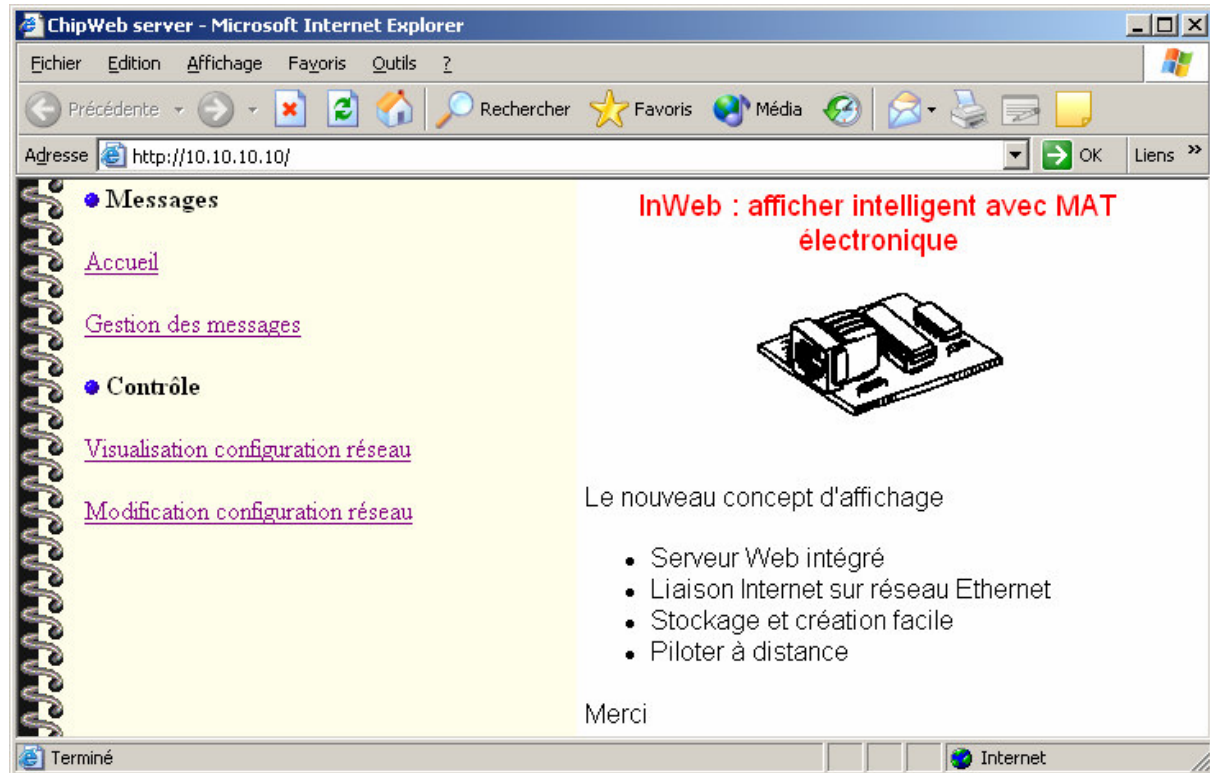 ChipWeb server - Microsoft Internet Explorer
Fichier Edition Affichage Favoris Outils ?
Précédente Rechercher Favoris Média
Adresse http://10.10.10.10/ OK Liens »
Messages
Accueil
Gestion des messages
Contrôle
Visualisation configuration réseau
Modification configuration réseau
InWeb : afficher intelligent avec MAT
électronique
Le nouveau concept d'affichage
Serveur Web intégré
Liaison Internet sur réseau Ethernet
Stockage et création facile
Piloter à distance
Merci
Terminé Internet